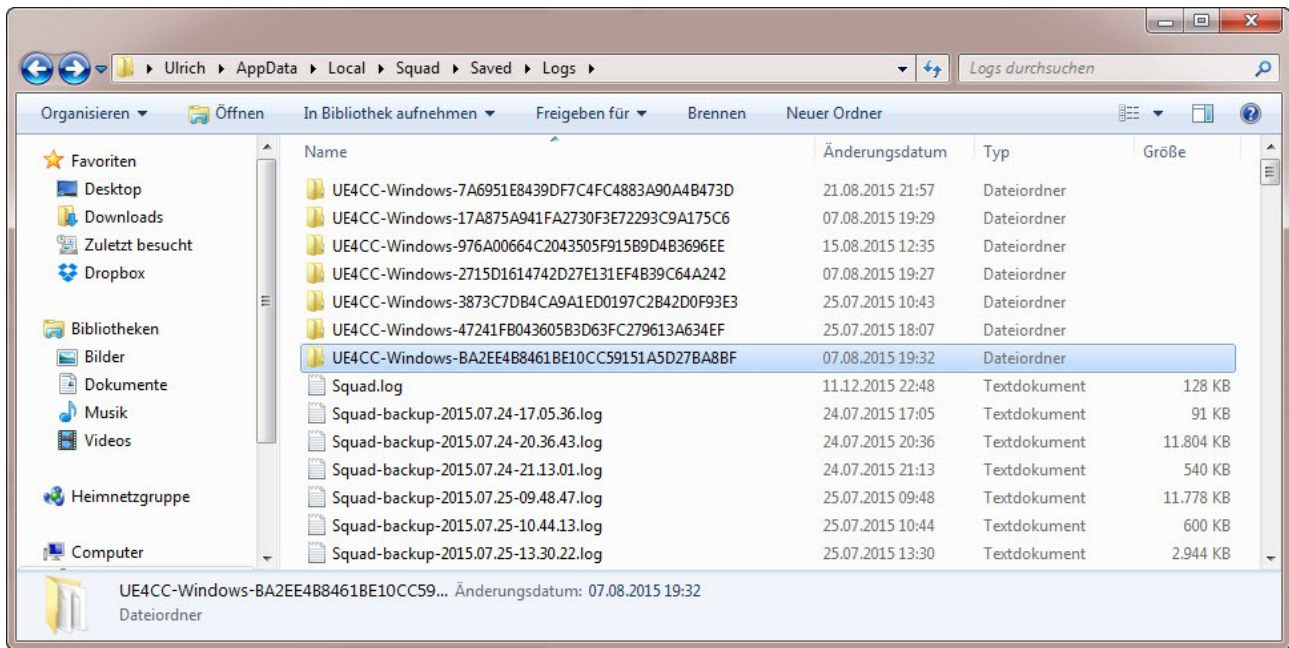 Ulrich AppData Local Squad Saved Logs Logs durchsuchen
Organisieren Öffnen In Bibliothek aufnehmen Freigeben für Brennen Neuer Ordner
Favoriten
Desktop
Downloads
Zuletzt besucht
Dropbox
Bibliotheken
Bilder
Dokumente
Musik
Videos
Heimnetzgruppe
Computer
Name Änderungsdatum Typ Größe
UE4CC-Windows-7A6951E8439DF7C4FC4883A90A4B473D 21.08.2015 21:57 Dateiordner
UE4CC-Windows-17A875A941FA2730F3E72293C9A175C6 07.08.2015 19:29 Dateiordner
UE4CC-Windows-976A00664C2043505F915B9D4B3696EE 15.08.2015 12:35 Dateiordner
UE4CC-Windows-2715D1614742D27E131EF4B39C64A242 07.08.2015 19:27 Dateiordner
UE4CC-Windows-3873C7DB4CA9A1ED0197C2B42D0F93E3 25.07.2015 10:43 Dateiordner
UE4CC-Windows-47241FB043605B3D63FC279613A634EF 25.07.2015 18:07 Dateiordner
UE4CC-Windows-BA2EE4B8461BE10CC59151A5D27BA8BF 07.08.2015 19:32 Dateiordner
Squad.log 11.12.2015 22:48 Textdokument 128 KB
Squad-backup-2015.07.24-17.05.36.log 24.07.2015 17:05 Textdokument 91 KB
Squad-backup-2015.07.24-20.36.43.log 24.07.2015 20:36 Textdokument 11.804 KB
Squad-backup-2015.07.24-21.13.01.log 24.07.2015 21:13 Textdokument 540 KB
Squad-backup-2015.07.25-09.48.47.log 25.07.2015 09:48 Textdokument 11.778 KB
Squad-backup-2015.07.25-10.44.13.log 25.07.2015 10:44 Textdokument 600 KB
Squad-backup-2015.07.25-13.30.22.log 25.07.2015 13:30 Textdokument 2.944 KB
UE4CC-Windows-BA2EE4B8461BE10CC59... Änderungsdatum: 07.08.2015 19:32
Dateiordner